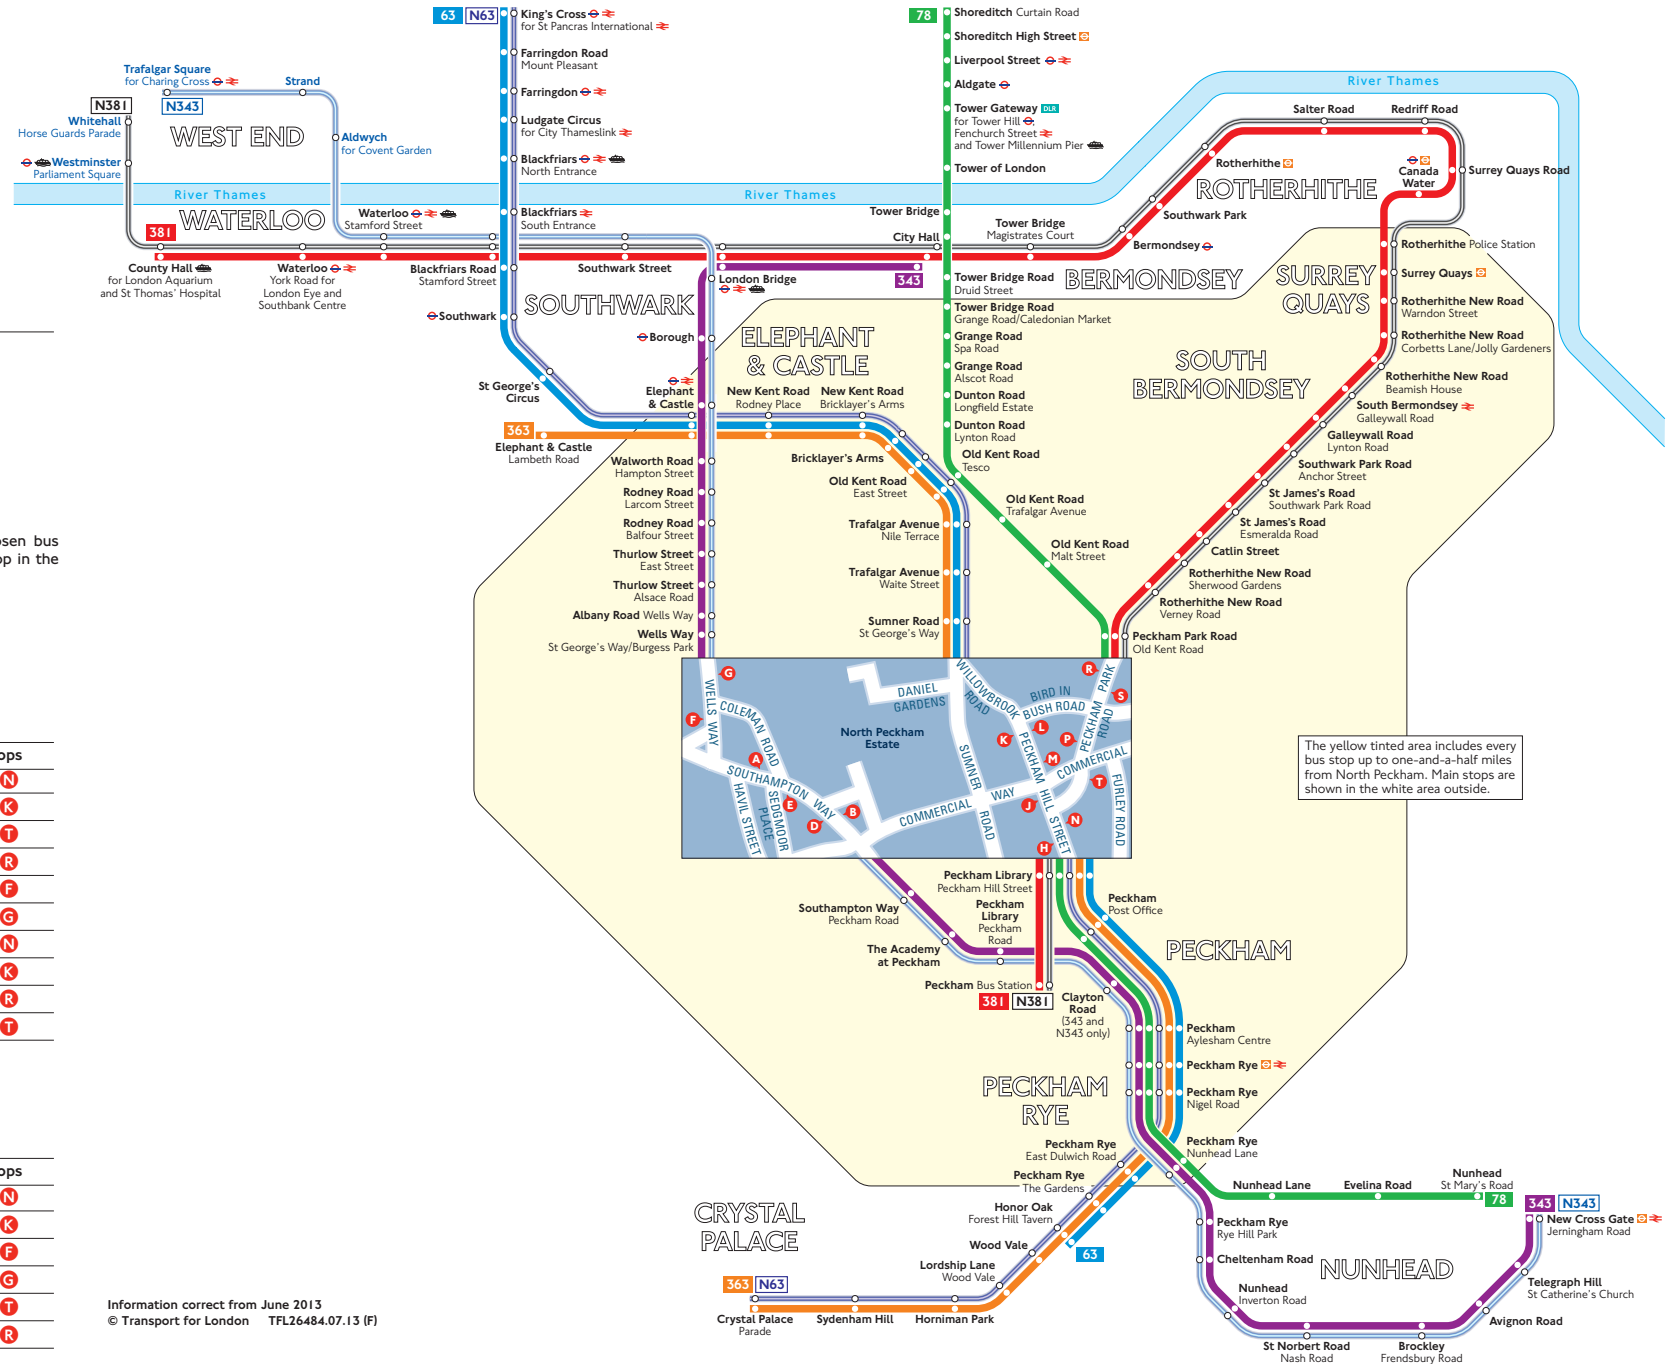 63 N63
King's Cross
for St Pancras International
Farringdon Road
Mount Pleasant
Farringdon
Ludgate Circus
for City Thameslink
Blackfriars
North Entrance
Blackfriars
South Entrance
78
Shoreditch Curtain Road
Shoreditch High Street
Liverpool Street
Aldgate
Tower Gateway DLR
for Tower Hill
Fenchurch Street
and Tower Millennium Pier
Tower of London
Tower Bridge
City Hall
Trafalgar Square
for Charing Cross
N343
Strand
N381
Whitehall
Horse Guards Parade
Westminster
Parliament Square
WEST END
Aldwych
for Covent Garden
River Thames
River Thames
River Thames
WATERLOO
381
Waterloo
Stamford Street
County Hall
for London Aquarium
and St Thomas' Hospital
Waterloo
York Road for
London Eye and
Southbank Centre
Blackfriars Road
Stamford Street
Southwark Street
London Bridge
343
Tower Bridge
Magistrates Court
Bermondsey
Southwark Park
Rotherhithe
ROTHERHITHE
Salter Road
Redriff Road
Canada
Water
Surrey Quays Road
Rotherhithe Police Station
Surrey Quays
Rotherhithe New Road
Warndon Street
Rotherhithe New Road
Corbetts Lane/Jolly Gardeners
Rotherhithe New Road
Beamish House
South Bermondsey
Galleywall Road
Galleywall Road
Lynton Road
Southwark Park Road
Anchor Street
St James's Road
Southwark Park Road
St James's Road
Esmeralda Road
Catlin Street
Rotherhithe New Road
Sherwood Gardens
Rotherhithe New Road
Verney Road
Peckham Park Road
Old Kent Road
BERMONDSEY
SURREY
QUAYS
SOUTH
BERMONDSEY
SOUTHWARK
ELEPHANT
& CASTLE
Southwark
St George's
Circus
Borough
Elephant
& Castle
363
Elephant & Castle
Lambeth Road
New Kent Road
Rodney Place
New Kent Road
Bricklayer's Arms
Bricklayer's Arms
Old Kent Road
East Street
Trafalgar Avenue
Nile Terrace
Trafalgar Avenue
Waite Street
Sumner Road
St George's Way
Tower Bridge Road
Druid Street
Tower Bridge Road
Grange Road/Caledonian Market
Grange Road
Spa Road
Grange Road
Alscot Road
Dunton Road
Longfield Estate
Dunton Road
Lynton Road
Old Kent Road
Tesco
Old Kent Road
Trafalgar Avenue
Old Kent Road
Malt Street
Walworth Road
Hampton Street
Rodney Road
Larcom Street
Rodney Road
Balfour Street
Thurlow Street
East Street
Thurlow Street
Alsace Road
Albany Road Wells Way
Wells Way
St George's Way/Burgess Park
osen bus
op in the
ops
N
K
T
R
F
G
N
K
R
T
ops
N
K
F
G
T
R
WELLS WAY
COLEMAN ROAD
SOUTHAMPTON WAY
HAVIL STREET
SEDGMOOR PLACE
DANIEL
GARDENS
North Peckham
Estate
WILLOWBROOK
ROAD
SUMNER ROAD
BIRD IN
BUSH ROAD
PECKHAM PARK
ROAD
PECKHAM HILL STREET
COMMERCIAL WAY
COMMERCIAL
FURLEY ROAD
G
F
A
E
D
B
R
S
L
K
P
M
T
J
N
H
The yellow tinted area includes every
bus stop up to one-and-a-half miles
from North Peckham. Main stops are
shown in the white area outside.
Peckham Library
Peckham Hill Street
Peckham
Library
Peckham
Road
Southampton Way
Peckham Road
The Academy
at Peckham
Peckham Bus Station
381 N381
Clayton
Road
(343 and
N343 only)
Peckham
Post Office
PECKHAM
Peckham
Aylesham Centre
Peckham Rye
Peckham Rye
Nigel Road
PECKHAM
RYE
Peckham Rye
Nunhead Lane
Peckham Rye
East Dulwich Road
Peckham Rye
The Gardens
Honor Oak
Forest Hill Tavern
Wood Vale
Lordship Lane
Wood Vale
63
CRYSTAL
PALACE
363 N63
Crystal Palace
Parade
Sydenham Hill
Horniman Park
Nunhead Lane
Evelina Road
Nunhead
St Mary's Road
78
343 N343
New Cross Gate
Jerningham Road
Peckham Rye
Rye Hill Park
Cheltenham Road
NUNHEAD
Nunhead
Inverton Road
Telegraph Hill
St Catherine's Church
Avignon Road
St Norbert Road
Nash Road
Brockley
Frendsbury Road
Information correct from June 2013
© Transport for London TFL26484.07.13 (F)